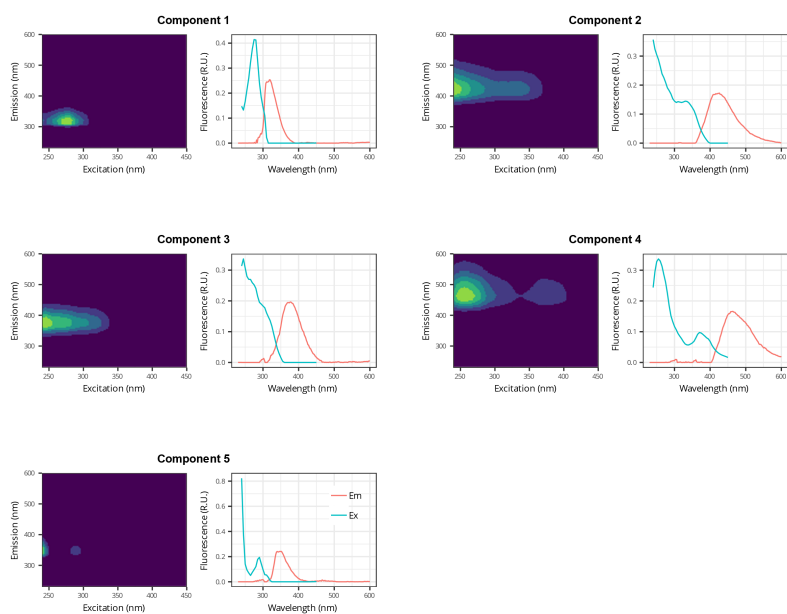 Component 1
Component 2
600
500
400
300
Emission (nm)
250 300 350 400 450
Excitation (nm)
0.4
0.3
0.2
0.1
0.0
Fluorescence (R.U.)
300 400 500 600
Wavelength (nm)
600
500
400
300
Emission (nm)
250 300 350 400 450
Excitation (nm)
0.3
0.2
0.1
0.0
Fluorescence (R.U.)
300 400 500 600
Wavelength (nm)
Component 3
Component 4
600
500
400
300
Emission (nm)
250 300 350 400 450
Excitation (nm)
0.3
0.2
0.1
0.0
Fluorescence (R.U.)
300 400 500 600
Wavelength (nm)
600
500
400
300
Emission (nm)
250 300 350 400 450
Excitation (nm)
0.3
0.2
0.1
0.0
Fluorescence (R.U.)
300 400 500 600
Wavelength (nm)
Component 5
600
500
400
300
Emission (nm)
250 300 350 400 450
Excitation (nm)
0.8
0.6
0.4
0.2
0.0
Fluorescence (R.U.)
Em
Ex
300 400 500 600
Wavelength (nm)